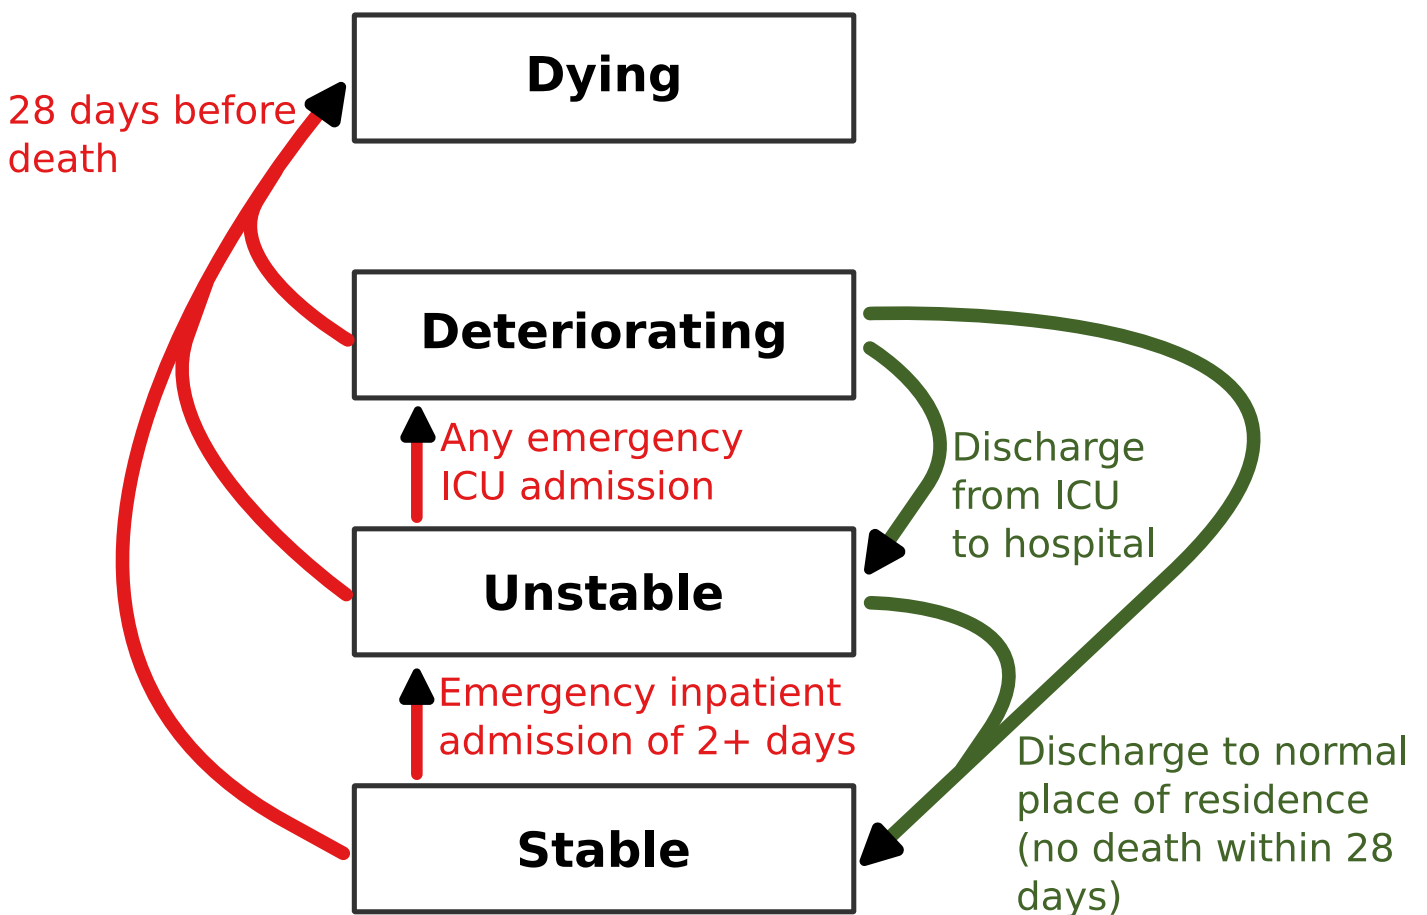 Dying
28 days before
death
Deteriorating
Any emergency
ICU admission
Discharge
from ICU
to hospital
Unstable
Emergency inpatient
admission of 2+ days
Discharge to normal
place of residence
(no death within 28
days)
Stable